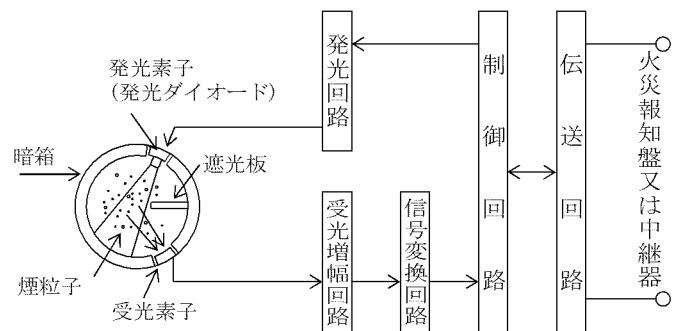 発光素子
(発光ダイオード)
暗箱
遮光板
煙粒子
受光素子
発光回路
受光増幅回路
信号変換回路
制御回路
伝送回路
火災報知盤又は中継器